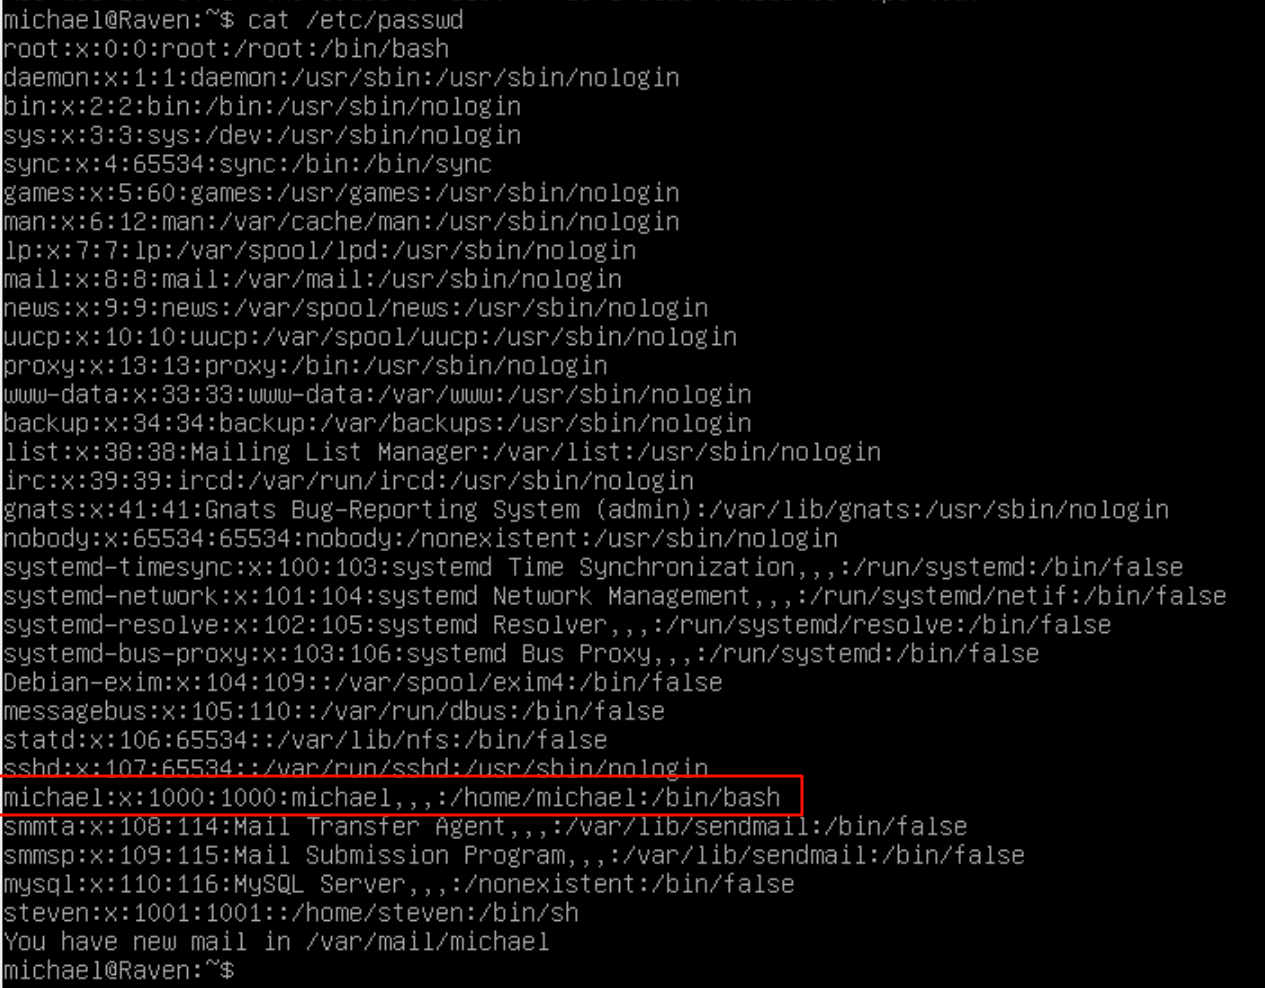 michael@Raven:~$ cat /etc/passwd
root:x:0:0:root:/root:/bin/bash
daemon:x:1:1:daemon:/usr/sbin:/usr/sbin/nologin
bin:x:2:2:bin:/bin:/usr/sbin/nologin
sys:x:3:3:sys:/dev:/usr/sbin/nologin
sync:x:4:65534:sync:/bin:/bin/sync
games:x:5:60:games:/usr/games:/usr/sbin/nologin
man:x:6:12:man:/var/cache/man:/usr/sbin/nologin
lp:x:7:7:lp:/var/spool/lpd:/usr/sbin/nologin
mail:x:8:8:mail:/var/mail:/usr/sbin/nologin
news:x:9:9:news:/var/spool/news:/usr/sbin/nologin
uucp:x:10:10:uucp:/var/spool/uucp:/usr/sbin/nologin
proxy:x:13:13:proxy:/bin:/usr/sbin/nologin
www-data:x:33:33:www-data:/var/www:/usr/sbin/nologin
backup:x:34:34:backup:/var/backups:/usr/sbin/nologin
list:x:38:38:Mailing List Manager:/var/list:/usr/sbin/nologin
irc:x:39:39:ircd:/var/run/ircd:/usr/sbin/nologin
gnats:x:41:41:Gnats Bug-Reporting System (admin):/var/lib/gnats:/usr/sbin/nologin
nobody:x:65534:65534:nobody:/nonexistent:/usr/sbin/nologin
systemd-timesync:x:100:103:systemd Time Synchronization,,,:/run/systemd:/bin/false
systemd-network:x:101:104:systemd Network Management,,,:/run/systemd/netif:/bin/false
systemd-resolve:x:102:105:systemd Resolver,,,:/run/systemd/resolve:/bin/false
systemd-bus-proxy:x:103:106:systemd Bus Proxy,,,:/run/systemd:/bin/false
Debian-exim:x:104:109::/var/spool/exim4:/bin/false
messagebus:x:105:110::/var/run/dbus:/bin/false
statd:x:106:65534::/var/lib/nfs:/bin/false
sshd:x:107:65534::/var/run/sshd:/usr/sbin/nologin
michael:x:1000:1000:michael,,,:/home/michael:/bin/bash
smmta:x:108:114:Mail Transfer Agent,,,:/var/lib/sendmail:/bin/false
smmsp:x:109:115:Mail Submission Program,,,:/var/lib/sendmail:/bin/false
mysql:x:110:116:MySQL Server,,,:/nonexistent:/bin/false
steven:x:1001:1001::/home/steven:/bin/sh
You have new mail in /var/mail/michael
michael@Raven:~$